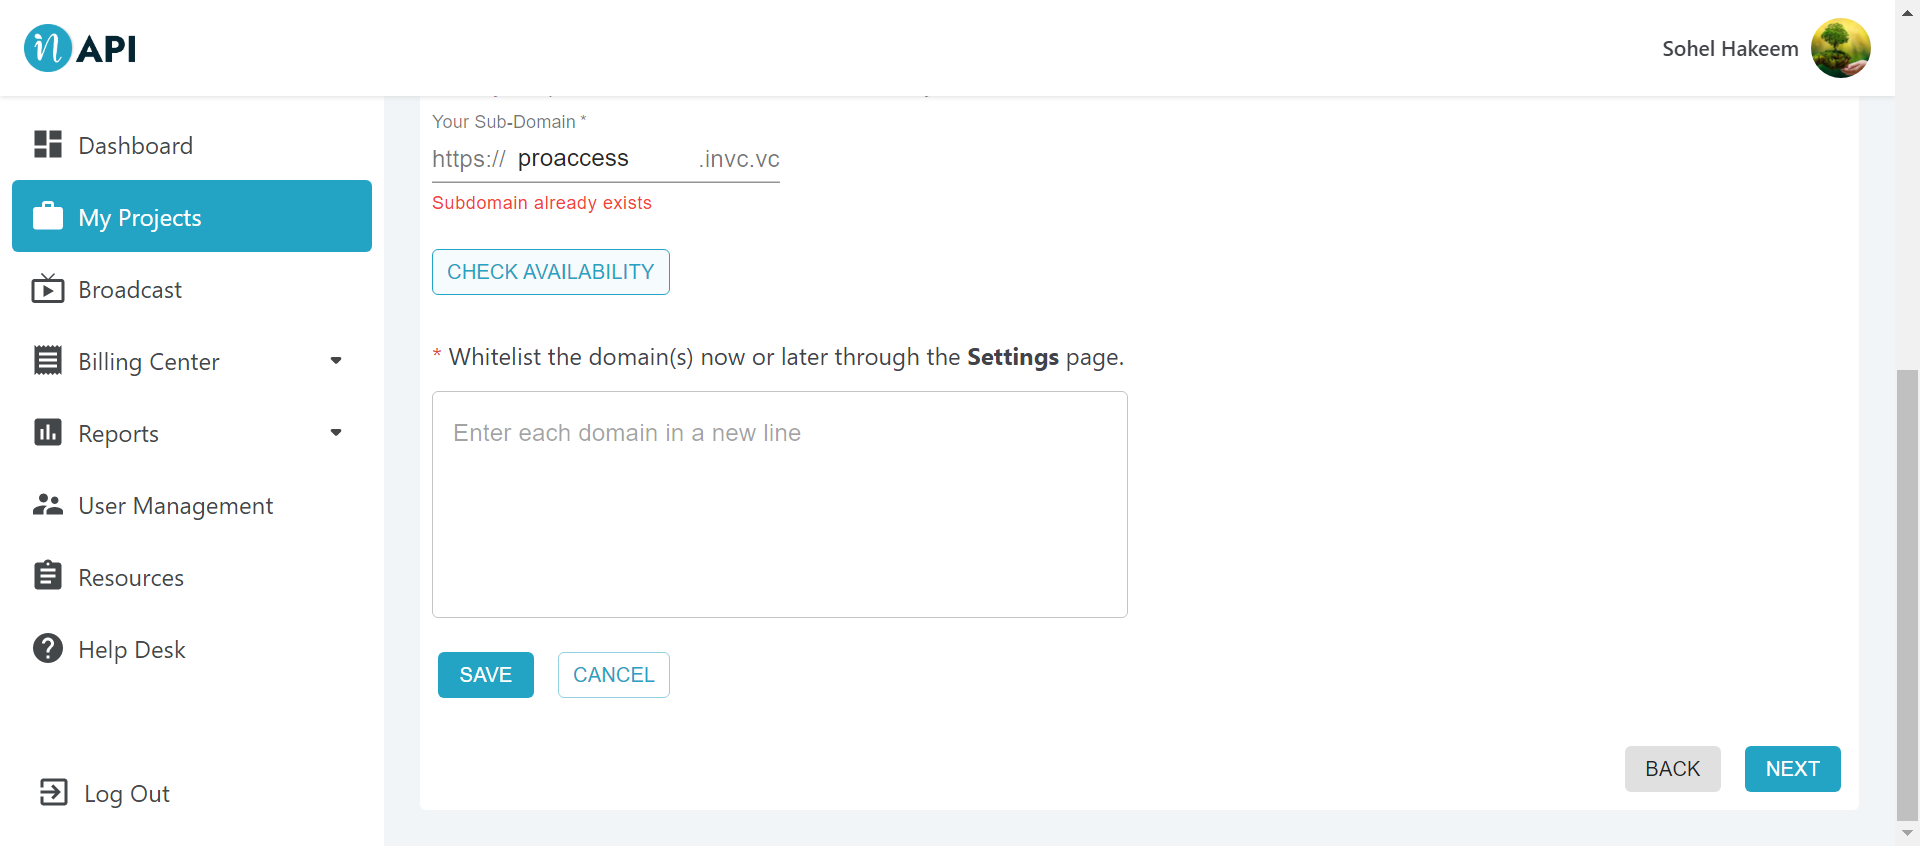 in API
Sohel Hakeem
Dashboard
My Projects
Broadcast
Billing Center
Reports
User Management
Resources
Help Desk
Log Out
Your Sub-Domain *
https:// proaccess .invc.vc
Subdomain already exists
CHECK AVAILABILITY
* Whitelist the domain(s) now or later through the Settings page.
Enter each domain in a new line
SAVE CANCEL
BACK NEXT